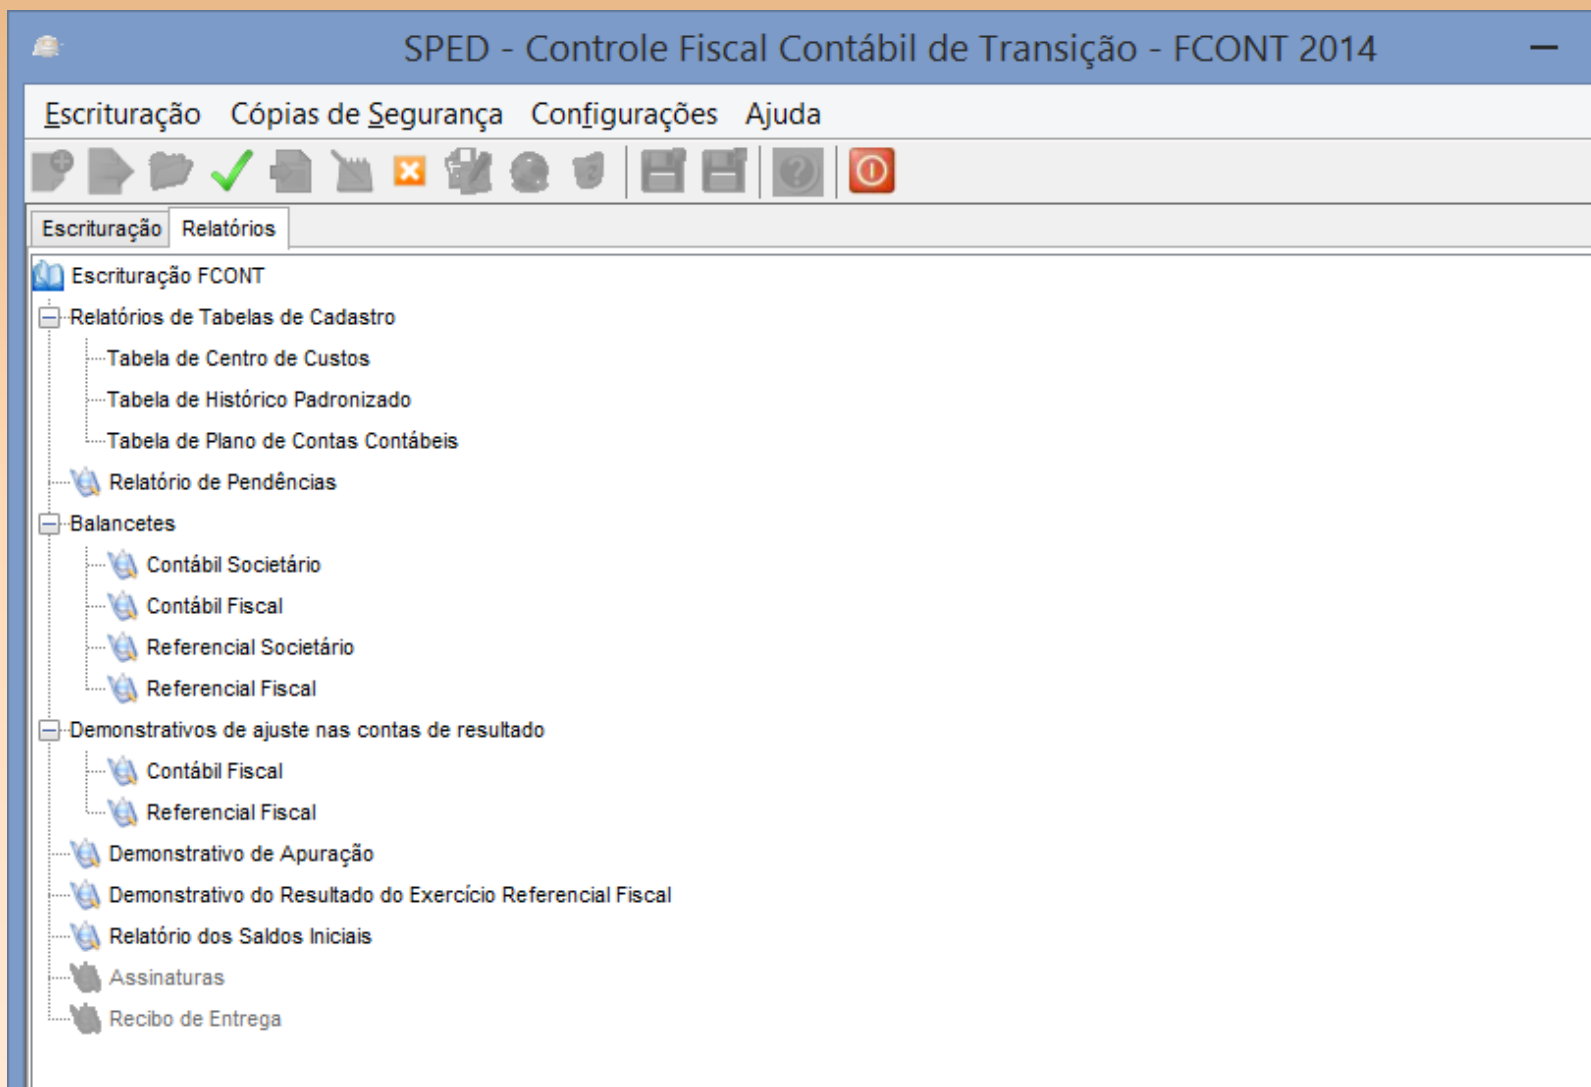 SPED - Controle Fiscal Contábil de Transição - FCONT 2014
Escrituração Cópias de Segurança Configurações Ajuda
Escrituração Relatórios
Escrituração FCONT
Relatórios de Tabelas de Cadastro
Tabela de Centro de Custos
Tabela de Histórico Padronizado
Tabela de Plano de Contas Contábeis
Relatório de Pendências
Balancetes
Contábil Societário
Contábil Fiscal
Referencial Societário
Referencial Fiscal
Demonstrativos de ajuste nas contas de resultado
Contábil Fiscal
Referencial Fiscal
Demonstrativo de Apuração
Demonstrativo do Resultado do Exercício Referencial Fiscal
Relatório dos Saldos Iniciais
Assinaturas
Recibo de Entrega